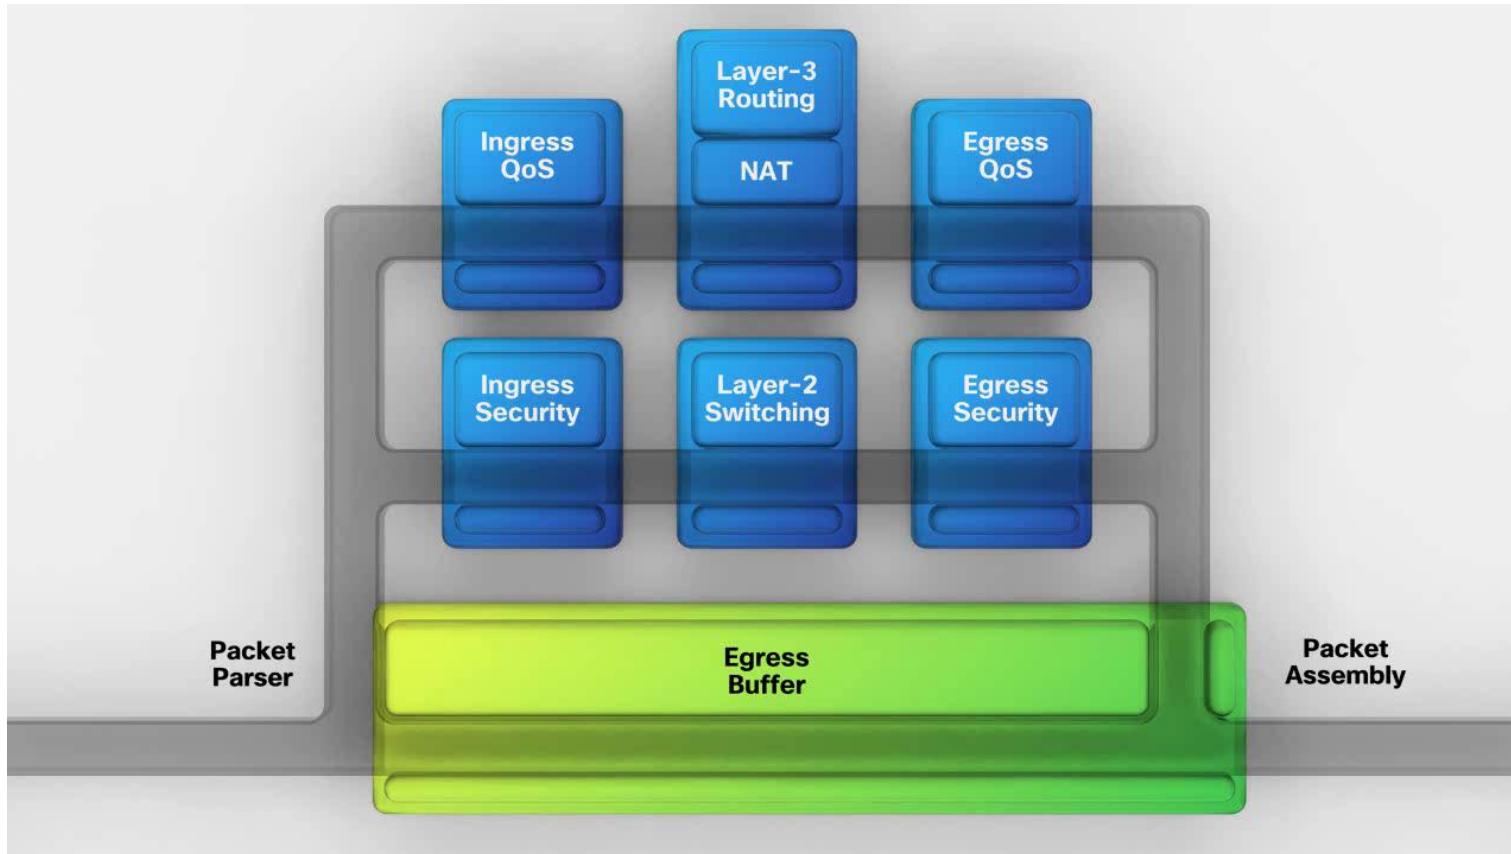 Layer-3
Routing
Ingress
QoS
NAT
Egress
QoS
Ingress
Security
Layer-2
Switching
Egress
Security
Packet
Parser
Egress
Buffer
Packet
Assembly